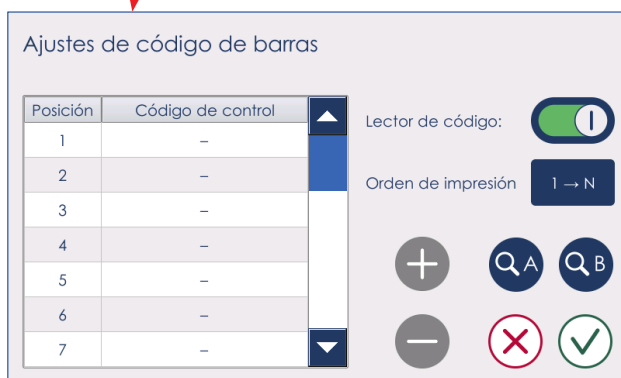 Ajustes de código de barras
Posición Código de control
1 –
2 –
3 –
4 –
5 –
6 –
7 –
Lector de código: I
Orden de impresión 1 → N
A B